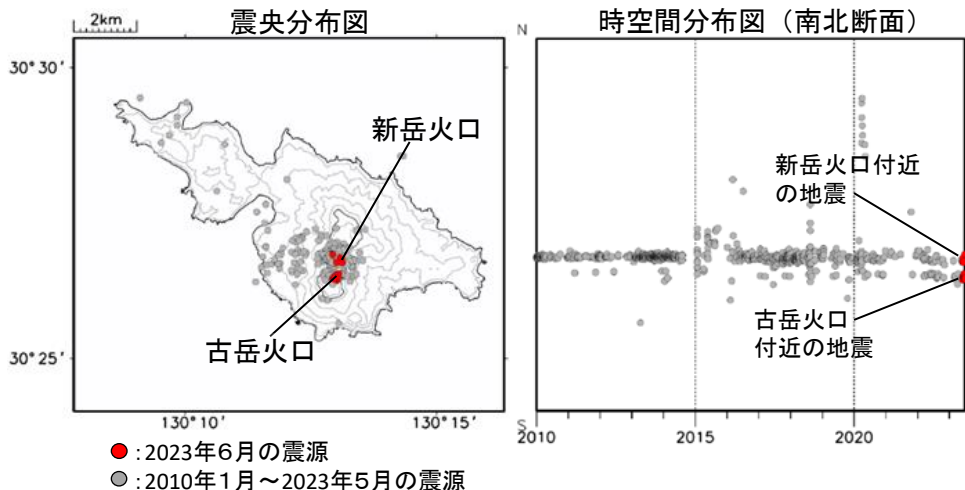 震央分布図
2km
30°30′
新岳火口
古岳火口
30°25′
130°10′
130°15′
時空間分布図（南北断面）
N
新岳火口付近
の地震
古岳火口
付近の地震
S
2010
2015
2020
：2023年６月の震源
：2010年１月～2023年５月の震源